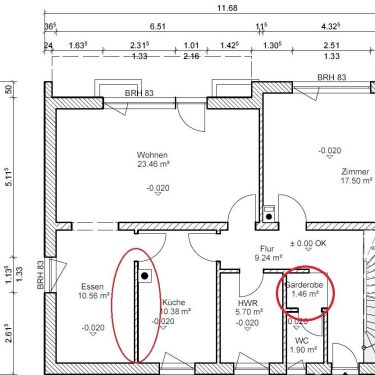 11.68
36⁵ 6.51 11⁵ 4.32⁵
24 1.63⁵ 2.31⁵ 1.01 1.42⁵ 1.30⁵ 2.51
1.33 2.16 1.33
BRH 83 BRH 83
50
5.11⁵
1.13⁵
1.33
2.61⁵
BRH 83
Wohnen
23.46 m²
-0.020
Zimmer
17.50 m²
-0.020
Flur
9.24 m²
± 0.00 OK
-0.020
Essen
10.56 m²
-0.020
Küche
10.38 m²
-0.020
HWR
5.70 m²
-0.020
Garderobe
1.46 m²
-0.020
WC
1.90 m²